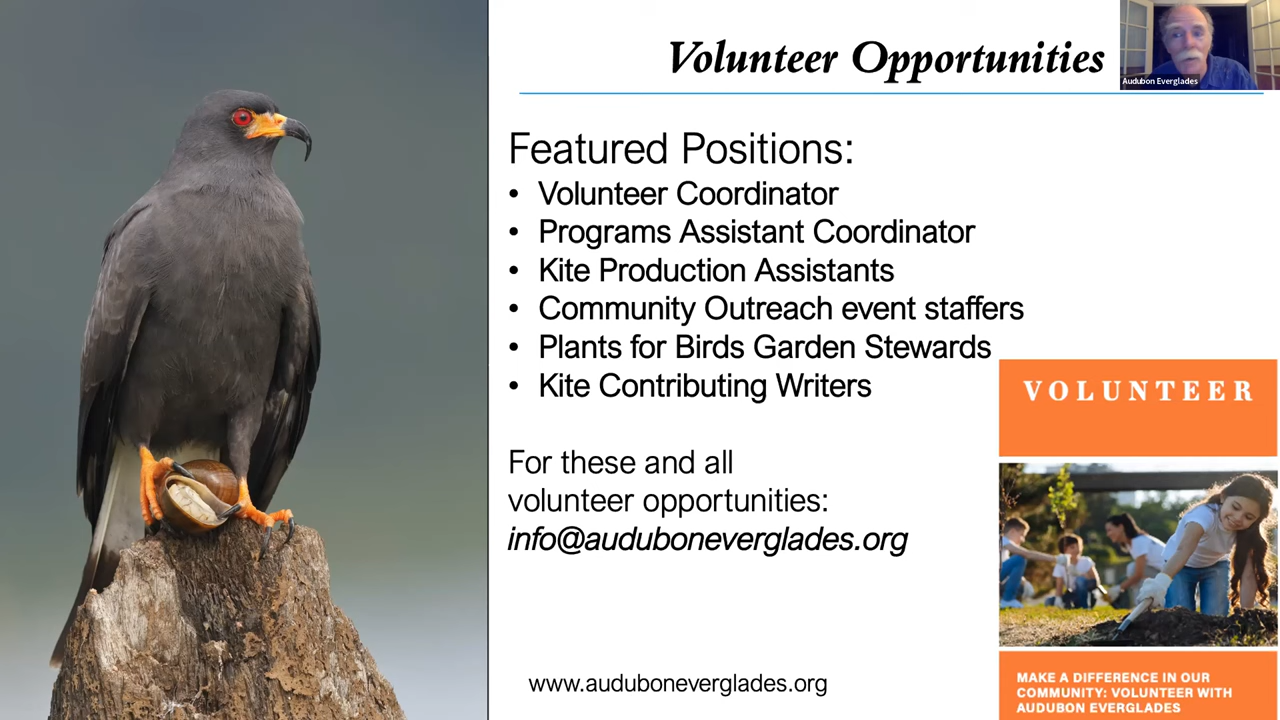 Volunteer Opportunities
Audubon Everglades
Featured Positions:
• Volunteer Coordinator
• Programs Assistant Coordinator
• Kite Production Assistants
• Community Outreach event staffers
• Plants for Birds Garden Stewards
• Kite Contributing Writers
For these and all
volunteer opportunities:
info@auduboneverglades.org
www.auduboneverglades.org
VOLUNTEER
MAKE A DIFFERENCE IN OUR
COMMUNITY: VOLUNTEER WITH
AUDUBON EVERGLADES